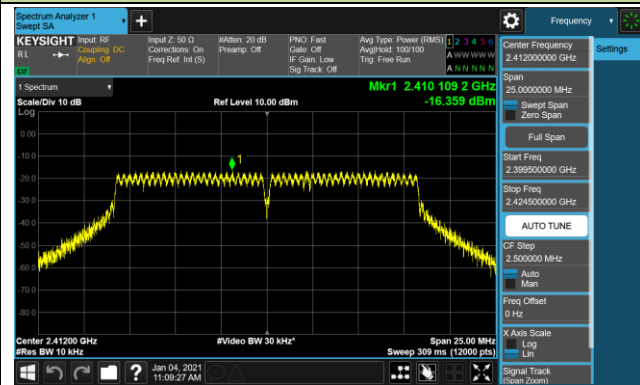 Spectrum Analyzer 1
Swept SA
+
Frequency
KEYSIGHT Input: RF
RL Coupling: DC
Align: Off
Input Z: 50 Ω
Corrections: On
Freq Ref: Int (S)
#Atten: 20 dB
Preamp: Off
PNO: Fast
Gate: Off
IF Gain: Low
Sig Track: Off
Avg Type: Power (RMS)
Avg|Hold: 100/100
Trig: Free Run
1 2 3 4 5 6
A W W W W W
A N N N N N
LXI
1 Spectrum
Mkr1 2.410 109 2 GHz
Scale/Div 10 dB
Ref Level 10.00 dBm
-16.359 dBm
Log
0.00
-10.0
-20.0
-30.0
-40.0
-50.0
-60.0
-70.0
-80.0
1
Center 2.41200 GHz
#Video BW 30 kHz*
Span 25.00 MHz
#Res BW 10 kHz
Sweep 309 ms (12000 pts)
?
Jan 04, 2021
11:09:27 AM
Center Frequency
2.412000000 GHz
Settings
Span
25.0000000 MHz
Swept Span
Zero Span
Full Span
Start Freq
2.399500000 GHz
Stop Freq
2.424500000 GHz
AUTO TUNE
CF Step
2.500000 MHz
Auto
Man
Freq Offset
0 Hz
X Axis Scale
Log
Lin
Signal Track
(Span Zoom)